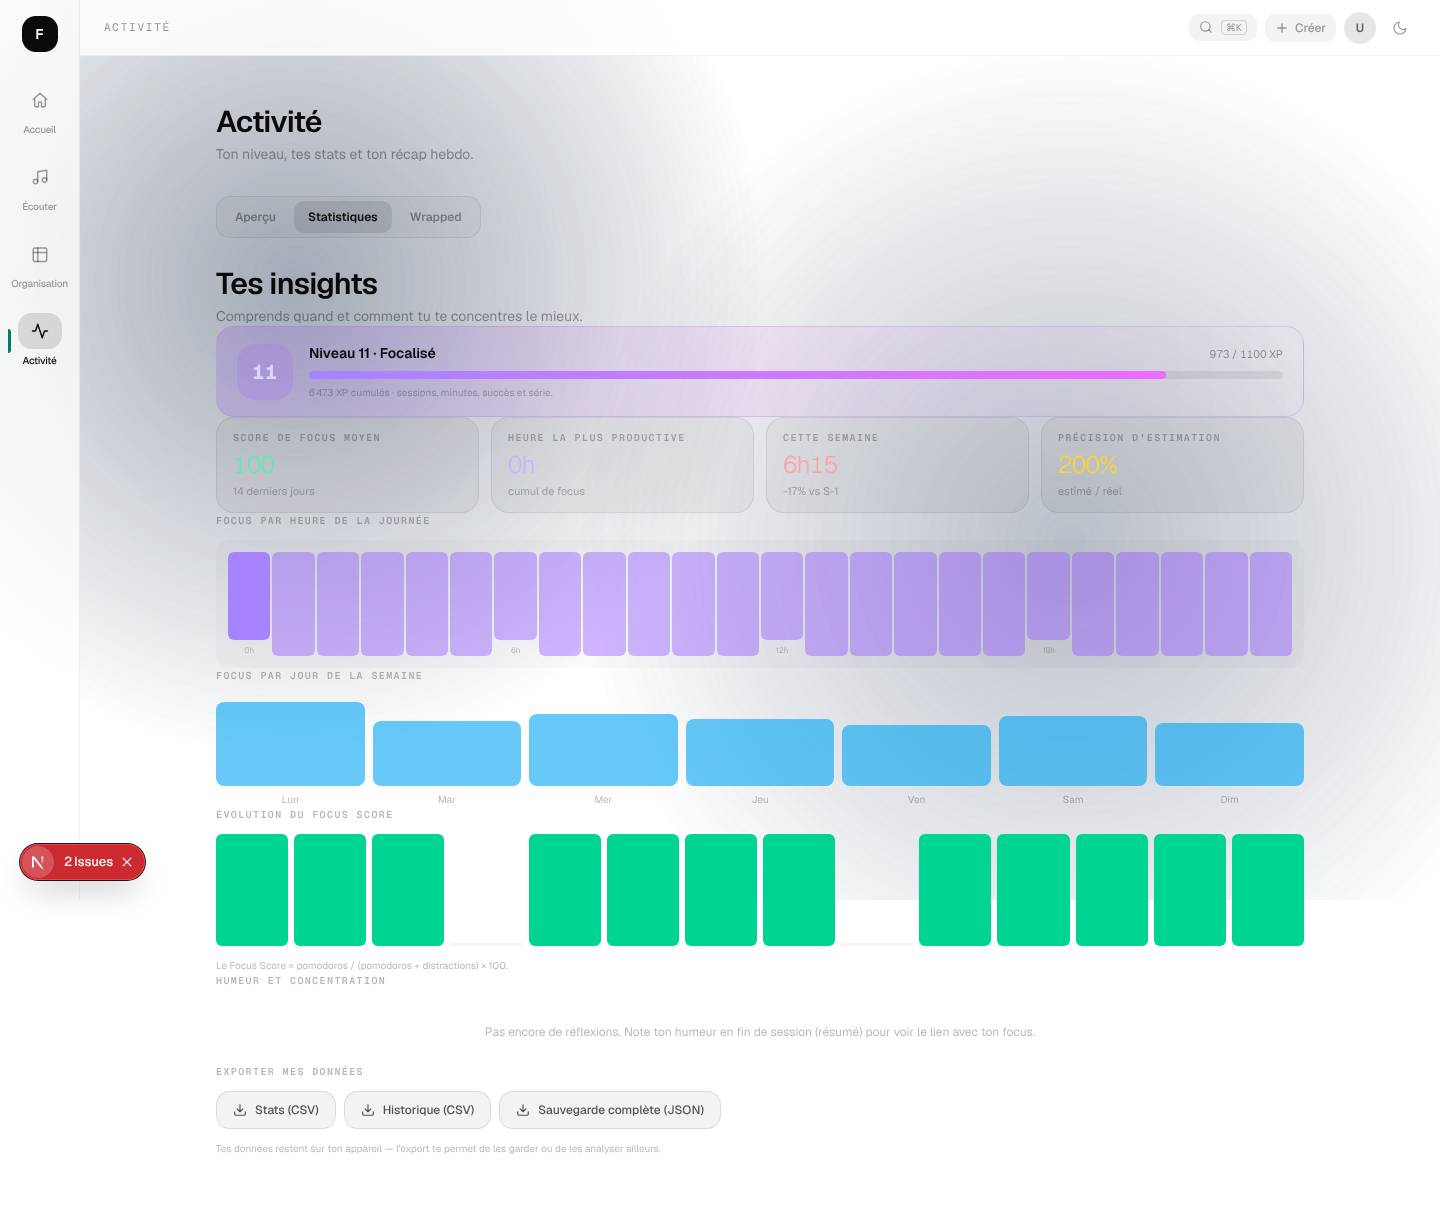 F
ACTIVITÉ
⌘K
Créer
U
Accueil
Écouter
Organisation
Activité
Activité
Ton niveau, tes stats et ton récap hebdo.
Aperçu
Statistiques
Wrapped
Tes insights
Comprends quand et comment tu te concentres le mieux.
11
Niveau 11 · Focalisé
973 / 1100 XP
6 473 XP cumulés · sessions, minutes, succès et série.
SCORE DE FOCUS MOYEN
100
14 derniers jours
HEURE LA PLUS PRODUCTIVE
0h
cumul de focus
CETTE SEMAINE
6h15
-17% vs S-1
PRÉCISION D'ESTIMATION
200%
estimé / réel
FOCUS PAR HEURE DE LA JOURNÉE
0h
6h
12h
18h
FOCUS PAR JOUR DE LA SEMAINE
Lun
Mar
Mer
Jeu
Ven
Sam
Dim
ÉVOLUTION DU FOCUS SCORE
2 Issues
Le Focus Score = pomodoros / (pomodoros + distractions) × 100.
HUMEUR ET CONCENTRATION
Pas encore de réflexions. Note ton humeur en fin de session (résumé) pour voir le lien avec ton focus.
EXPORTER MES DONNÉES
Stats (CSV)
Historique (CSV)
Sauvegarde complète (JSON)
Tes données restent sur ton appareil — l'export te permet de les garder ou de les analyser ailleurs.